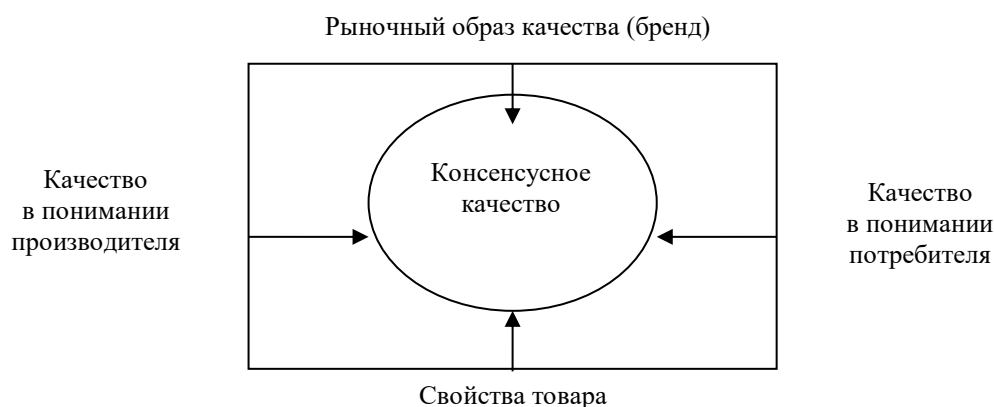 Рыночный образ качества (бренд)
Консенсусное
качество
Качество
в понимании
производителя
Качество
в понимании
потребителя
Свойства товара